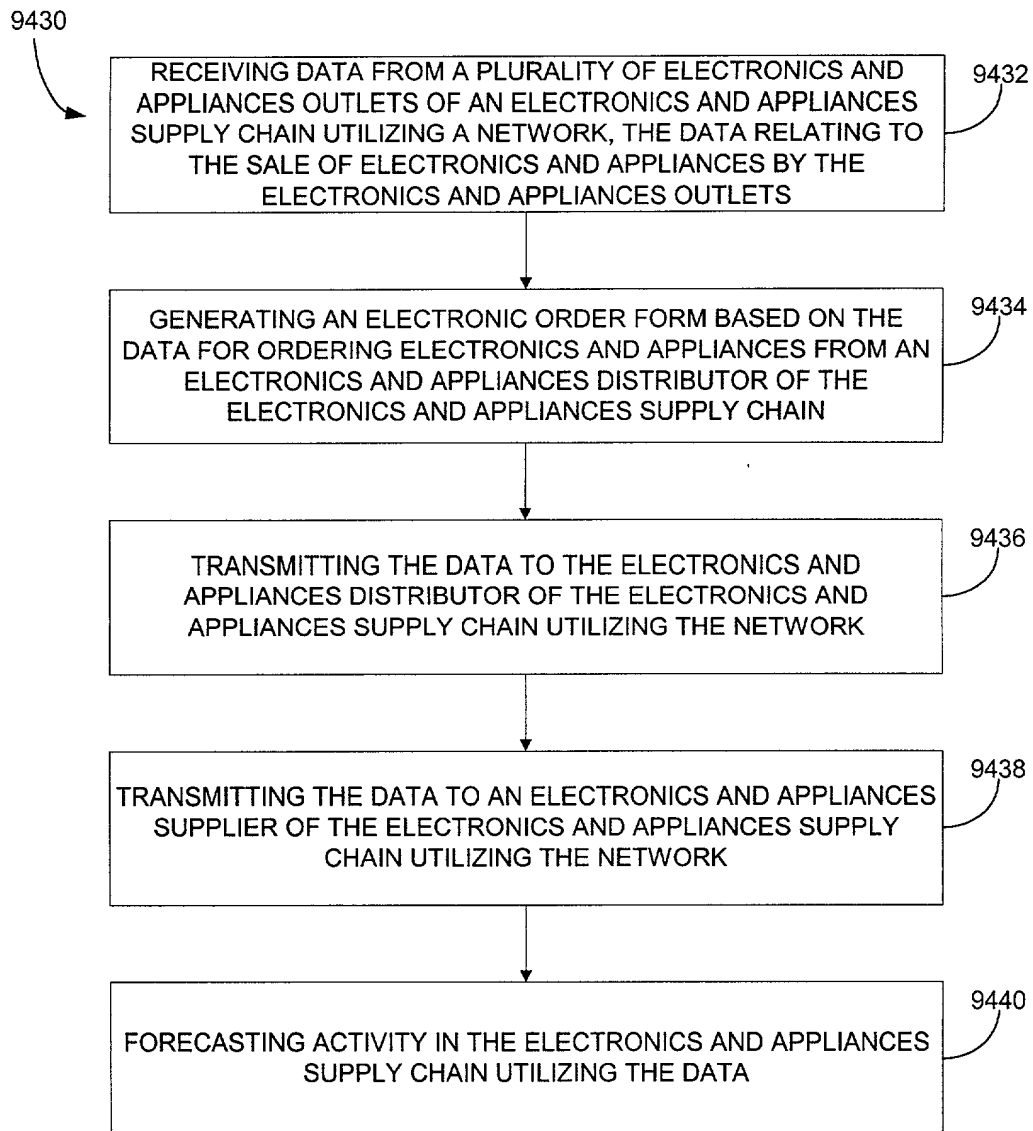 9430
RECEIVING DATA FROM A PLURALITY OF ELECTRONICS AND
APPLIANCES OUTLETS OF AN ELECTRONICS AND APPLIANCES
SUPPLY CHAIN UTILIZING A NETWORK, THE DATA RELATING TO
THE SALE OF ELECTRONICS AND APPLIANCES BY THE
ELECTRONICS AND APPLIANCES OUTLETS
9432
GENERATING AN ELECTRONIC ORDER FORM BASED ON THE
DATA FOR ORDERING ELECTRONICS AND APPLIANCES FROM AN
ELECTRONICS AND APPLIANCES DISTRIBUTOR OF THE
ELECTRONICS AND APPLIANCES SUPPLY CHAIN
9434
TRANSMITTING THE DATA TO THE ELECTRONICS AND
APPLIANCES DISTRIBUTOR OF THE ELECTRONICS AND
APPLIANCES SUPPLY CHAIN UTILIZING THE NETWORK
9436
TRANSMITTING THE DATA TO AN ELECTRONICS AND APPLIANCES
SUPPLIER OF THE ELECTRONICS AND APPLIANCES SUPPLY
CHAIN UTILIZING THE NETWORK
9438
FORECASTING ACTIVITY IN THE ELECTRONICS AND APPLIANCES
SUPPLY CHAIN UTILIZING THE DATA
9440